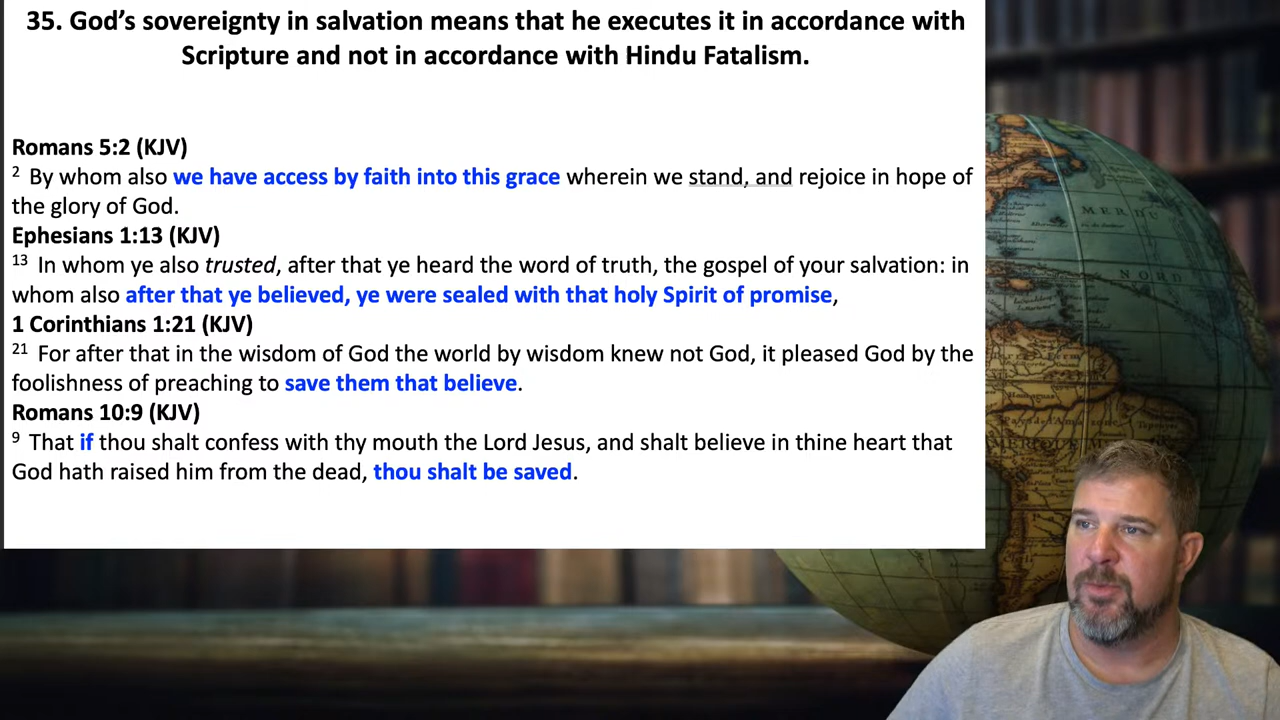 35. God’s sovereignty in salvation means that he executes it in accordance with
Scripture and not in accordance with Hindu Fatalism.
Romans 5:2 (KJV)
2 By whom also we have access by faith into this grace wherein we stand, and rejoice in hope of
the glory of God.
Ephesians 1:13 (KJV)
13 In whom ye also trusted, after that ye heard the word of truth, the gospel of your salvation: in
whom also after that ye believed, ye were sealed with that holy Spirit of promise,
1 Corinthians 1:21 (KJV)
21 For after that in the wisdom of God the world by wisdom knew not God, it pleased God by the
foolishness of preaching to save them that believe.
Romans 10:9 (KJV)
9 That if thou shalt confess with thy mouth the Lord Jesus, and shalt believe in thine heart that
God hath raised him from the dead, thou shalt be saved.
MER DU
NORD